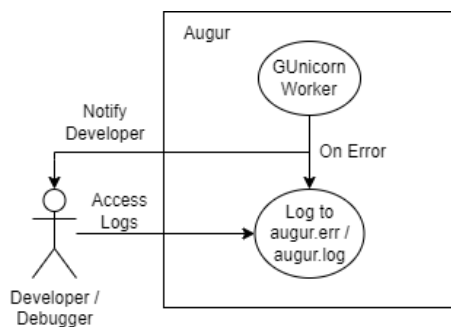 Augur
GUnicorn
Worker
Notify
Developer
On Error
Access
Logs
Log to
augur.err /
augur.log
Developer /
Debugger